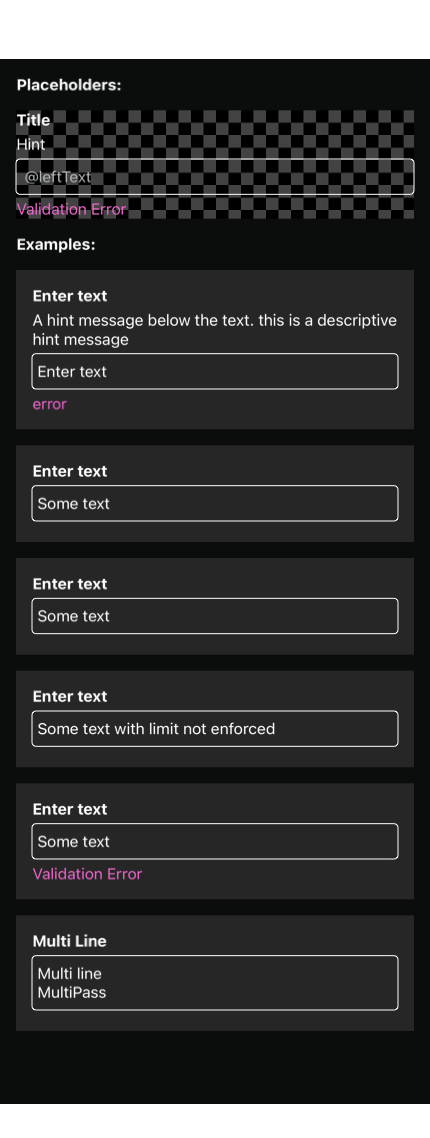 Placeholders:
Title
Hint
@leftText
Validation Error
Examples:
Enter text
A hint message below the text. this is a descriptive
hint message
Enter text
error
Enter text
Some text
Enter text
Some text
Enter text
Some text with limit not enforced
Enter text
Some text
Validation Error
Multi Line
Multi line
MultiPass